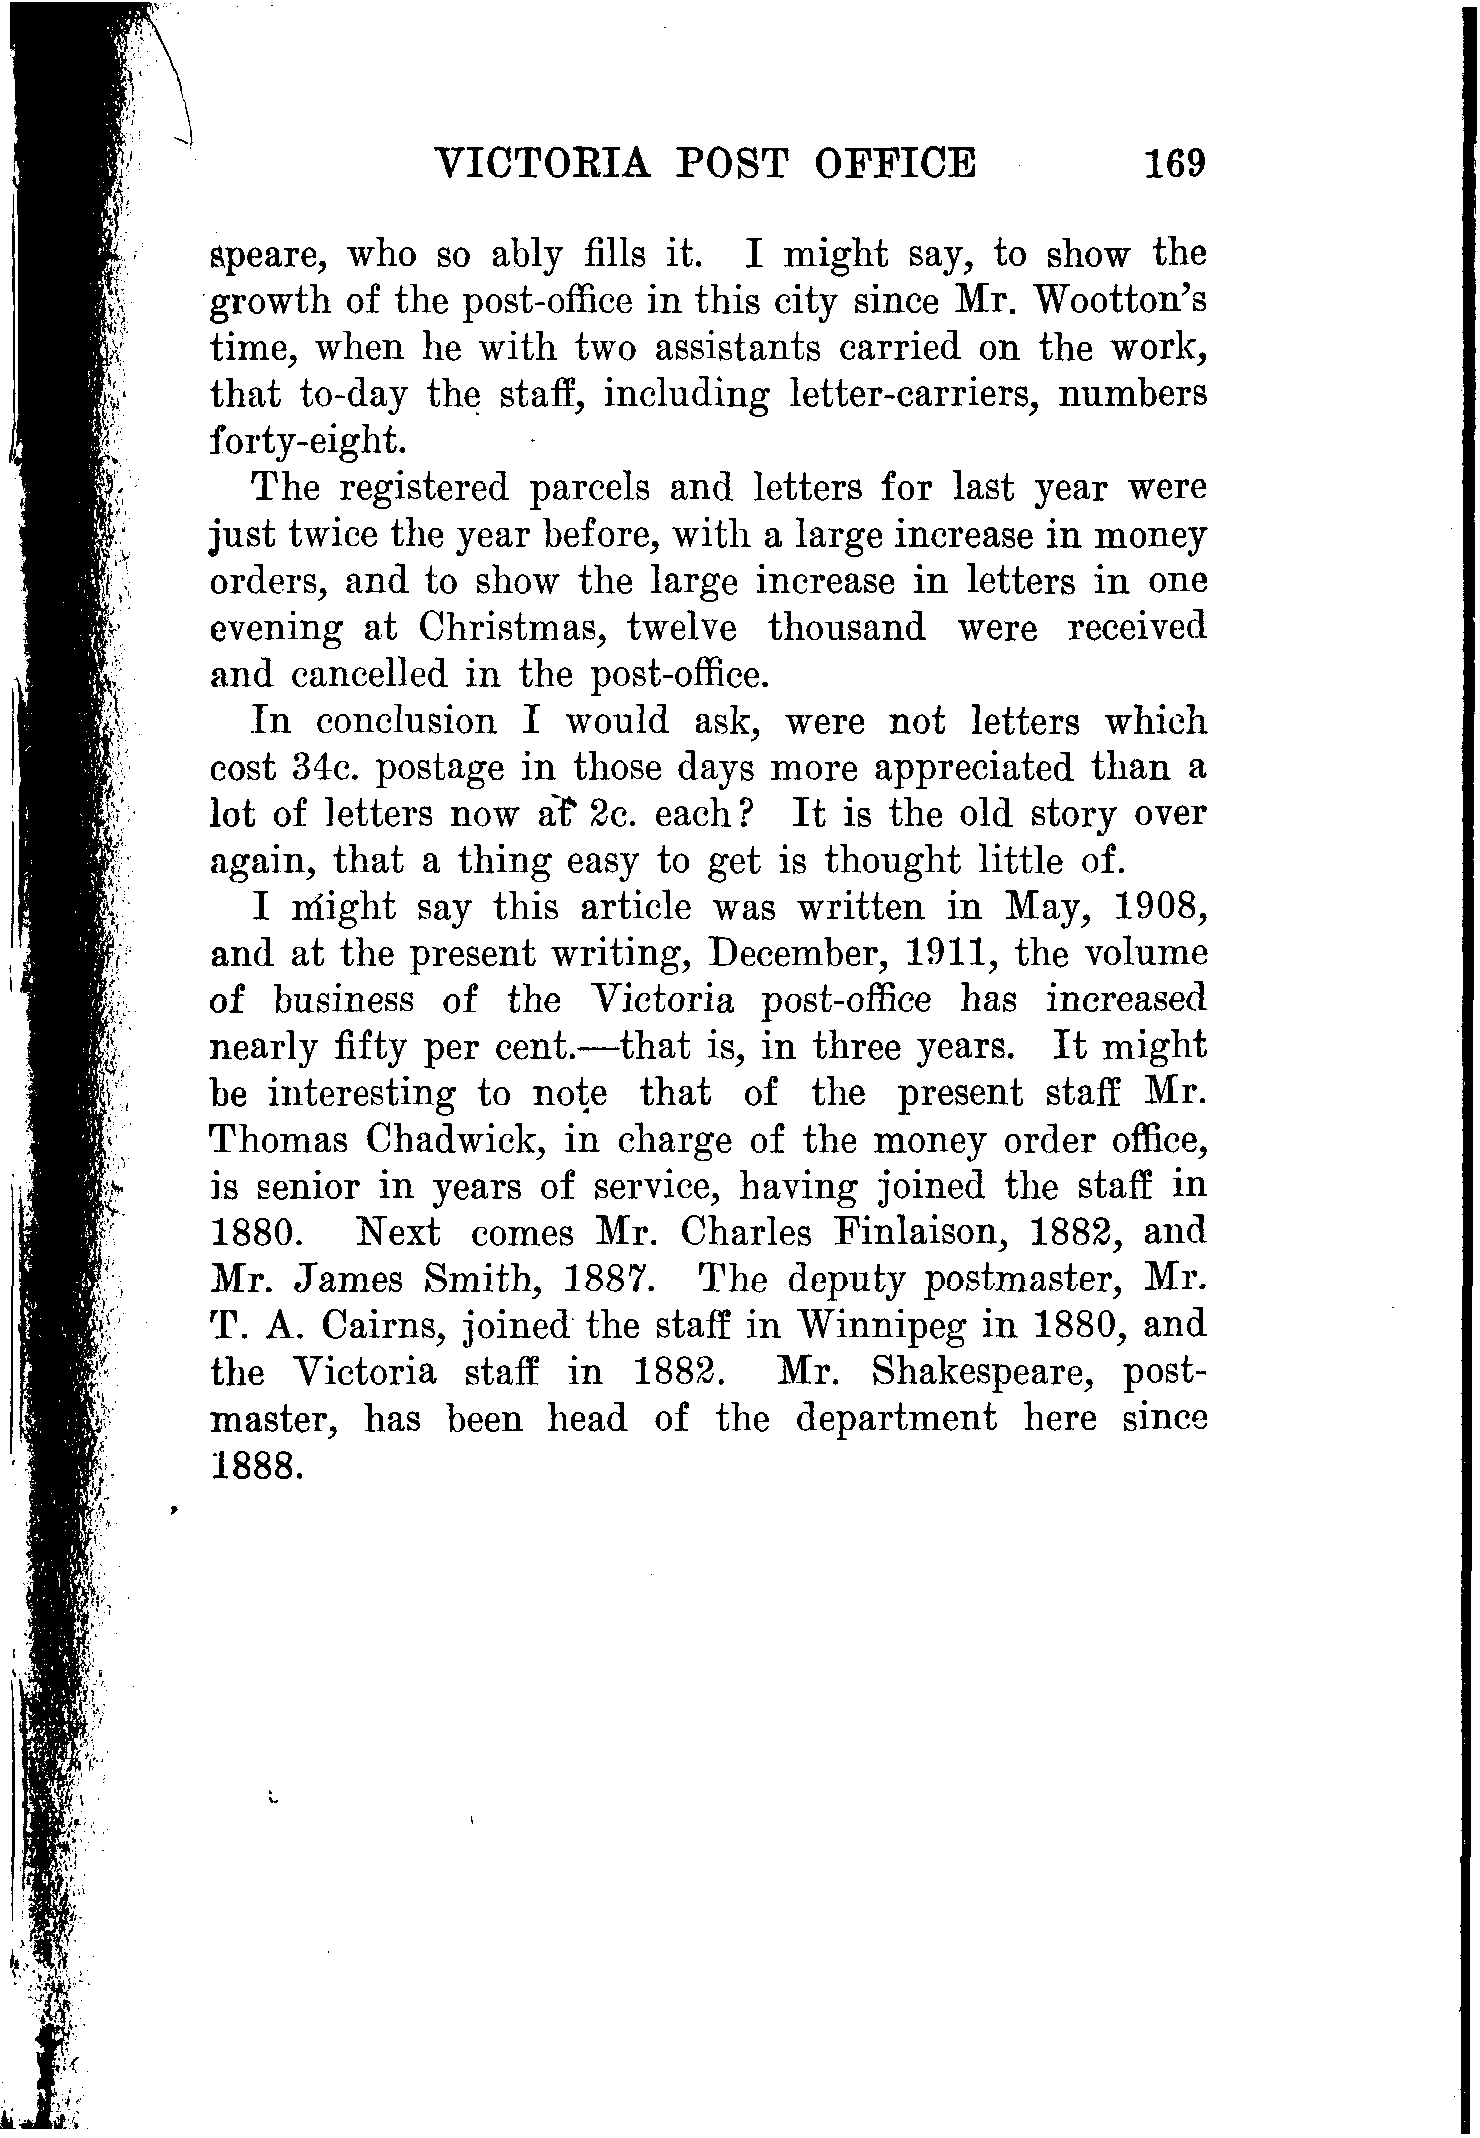 VICTORIA POST OFFICE 169
speare, who so ably fills it. I might say, to show the
growth of the post-office in this city since Mr. Wootton's
time, when he with two assistants carried on the work,
that to-day the staff, including letter-carriers, numbers
forty-eight.
The registered parcels and letters for last year were
just twice the year before, with a large increase in money
orders, and to show the large increase in letters in one
evening at Christmas, twelve thousand were received
and cancelled in the post-office.
In conclusion I would ask, were not letters which
cost 34c. postage in those days more appreciated than a
lot of letters now at 2c. each? It is the old story over
again, that a thing easy to get is thought little of.
I might say this article was written in May, 1908,
and at the present writing, December, 1911, the volume
of business of the Victoria post-office has increased
nearly fifty per cent.—that is, in three years. It might
be interesting to note that of the present staff Mr.
Thomas Chadwick, in charge of the money order office,
is senior in years of service, having joined the staff in
1880. Next comes Mr. Charles Finlaison, 1882, and
Mr. James Smith, 1887. The deputy postmaster, Mr.
T. A. Cairns, joined the staff in Winnipeg in 1880, and
the Victoria staff in 1882. Mr. Shakespeare, post-
master, has been head of the department here since
1888.